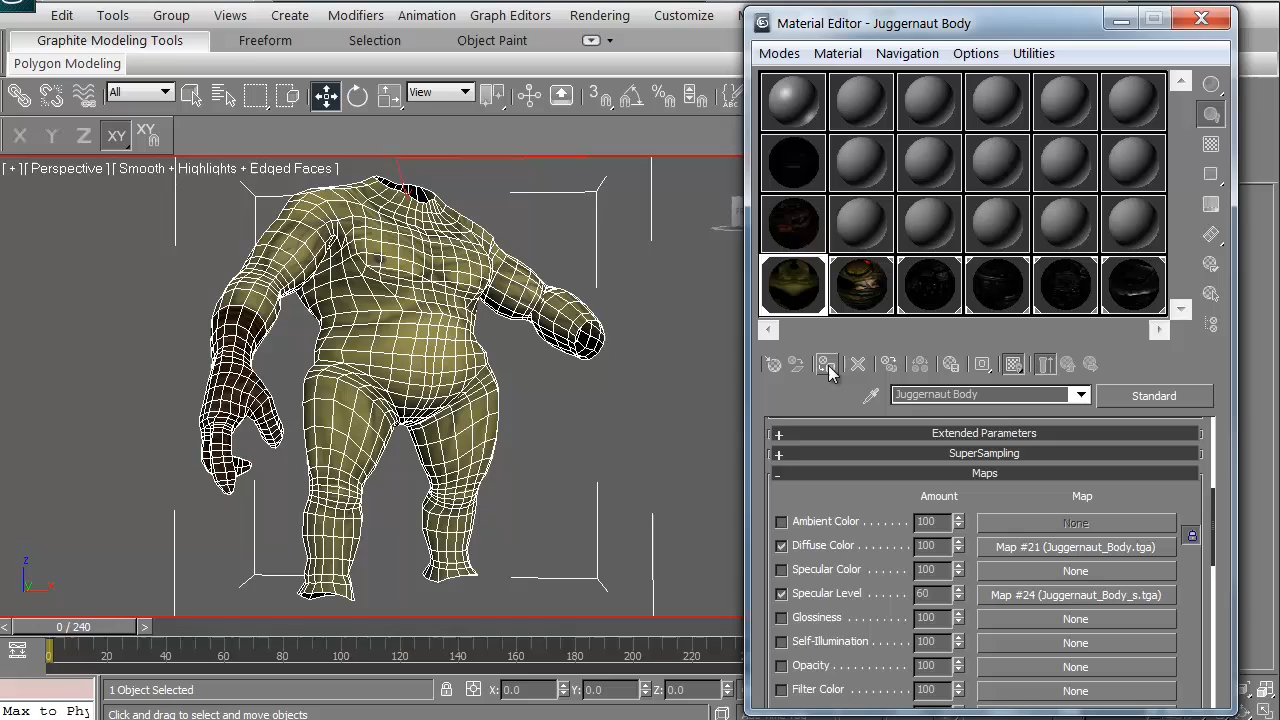 Edit Tools Group Views Create Modifiers Animation Graph Editors Rendering Customize
Material Editor - Juggernaut Body
Graphite Modeling Tools Freeform Selection Object Paint
Modes Material Navigation Options Utilities
Polygon Modeling
All View
X Y Z XY XY
[ + ][ Perspective ][ Smooth + Highlights + Edged Faces ]
Juggernaut Body Standard
Extended Parameters
SuperSampling
Maps
Amount Map
Ambient Color . . . . . . . 100 None
Diffuse Color . . . . . . . . 100 Map #21 (Juggernaut_Body.tga)
Specular Color . . . . . . 100 None
Specular Level . . . . . . 60 Map #24 (Juggernaut_Body_s.tga)
Glossiness . . . . . . . . . 100 None
Self-Illumination . . . . . . 100 None
Opacity . . . . . . . . . . . 100 None
Filter Color . . . . . . . . . 100 None
z
y
x
< 0 / 240 >
0 20 40 60 80 100 120 140 160 180 200 220
1 Object Selected X: 0.0 Y: 0.0 Z: 0.0
Max to Phy Click and drag to select and move objects